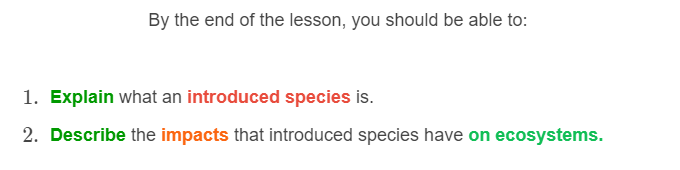 By the end of the lesson, you should be able to:
1. Explain what an introduced species is.
2. Describe the impacts that introduced species have on ecosystems.